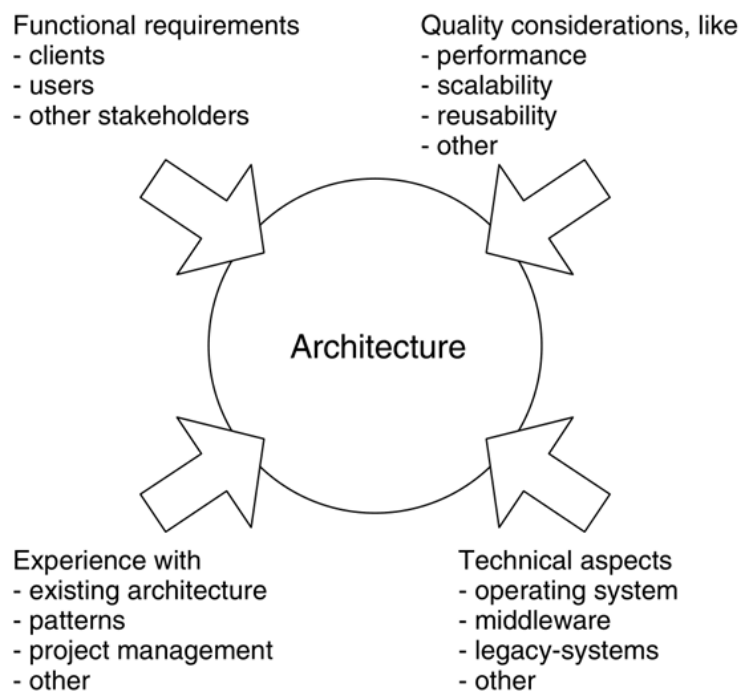 Functional requirements
- clients
- users
- other stakeholders
Quality considerations, like
- performance
- scalability
- reusability
- other
Architecture
Experience with
- existing architecture
- patterns
- project management
- other
Technical aspects
- operating system
- middleware
- legacy-systems
- other